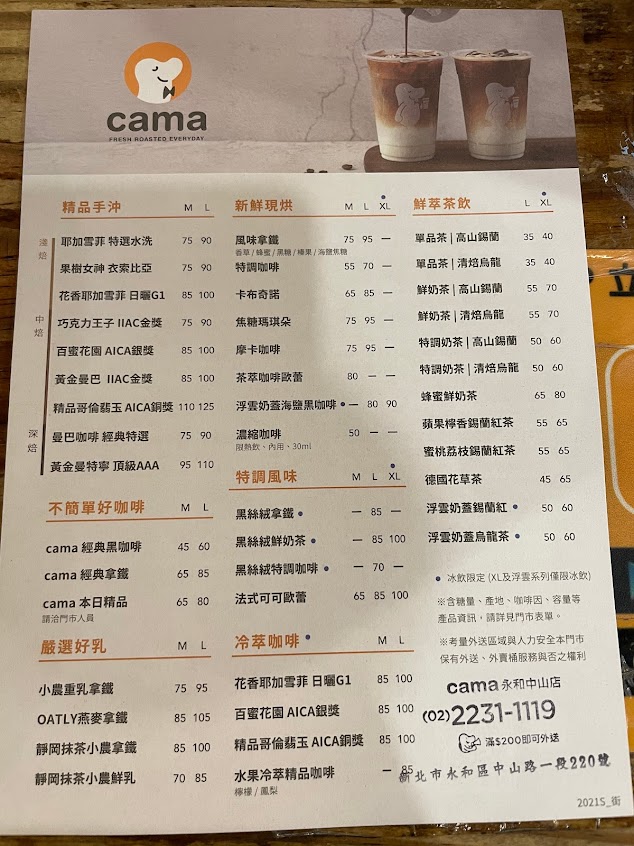 cama
FRESH ROASTED EVERYDAY
精品手沖 M L
淺焙
中焙
深焙
耶加雪菲 特選水洗 75 90
果樹女神 衣索比亞 75 90
花香耶加雪菲 日曬G1 85 100
巧克力王子 IIAC金獎 75 90
百蜜花園 AICA銀獎 85 100
黃金曼巴 IIAC金獎 85 100
精品哥倫翡玉 AICA銅獎 110 125
曼巴咖啡 經典特選 75 90
黃金曼特寧 頂級AAA 95 110
不簡單好咖啡 M L
cama 經典黑咖啡 45 60
cama 經典拿鐵 65 85
cama 本日精品 65 80
請洽門市人員
嚴選好乳 M L
小農重乳拿鐵 75 95
OATLY燕麥拿鐵 85 105
靜岡抹茶小農拿鐵 85 100
靜岡抹茶小農鮮乳 70 85
新鮮現烘 M L XL
風味拿鐵 75 95 —
香草 / 蜂蜜 / 黑糖 / 榛果 / 海鹽焦糖
特調咖啡 55 70 —
卡布奇諾 65 85 —
焦糖瑪琪朵 75 95 —
摩卡咖啡 75 95 —
茶萃咖啡歐蕾 80 — —
浮雲奶蓋海鹽黑咖啡 • — 80 90
濃縮咖啡 50 — —
限熱飲、內用、30ml
特調風味 M L XL
黑絲絨拿鐵 • — 85 —
黑絲絨鮮奶茶 • — 85 100
黑絲絨特調咖啡 • — 70 —
法式可可歐蕾 65 85 100
冷萃咖啡 • M L
花香耶加雪菲 日曬G1 85 100
百蜜花園 AICA銀獎 85 100
精品哥倫翡玉 AICA銅獎 85 100
水果冷萃精品咖啡 — 85
檸檬 / 鳳梨
鮮萃茶飲 L XL
單品茶 | 高山錫蘭 35 40
單品茶 | 清焙烏龍 35 40
鮮奶茶 | 高山錫蘭 55 70
鮮奶茶 | 清焙烏龍 55 70
特調奶茶 | 高山錫蘭 50 60
特調奶茶 | 清焙烏龍 50 60
蜂蜜鮮奶茶 65 80
蘋果檸香錫蘭紅茶 55 65
蜜桃荔枝錫蘭紅茶 55 65
德國花草茶 45 65
浮雲奶蓋錫蘭紅 • 50 60
浮雲奶蓋烏龍茶 • 50 60
• 冰飲限定 (XL及浮雲系列僅限冰飲)
※含糖量、產地、咖啡因、容量等
產品資訊，請詳見門市表單。
※考量外送區域與人力安全本門市
保有外送、外賣桶服務與否之權利
cama 永和中山店
(02)2231-1119
滿$200即可外送
新北市永和區中山路一段220號
2021S_街